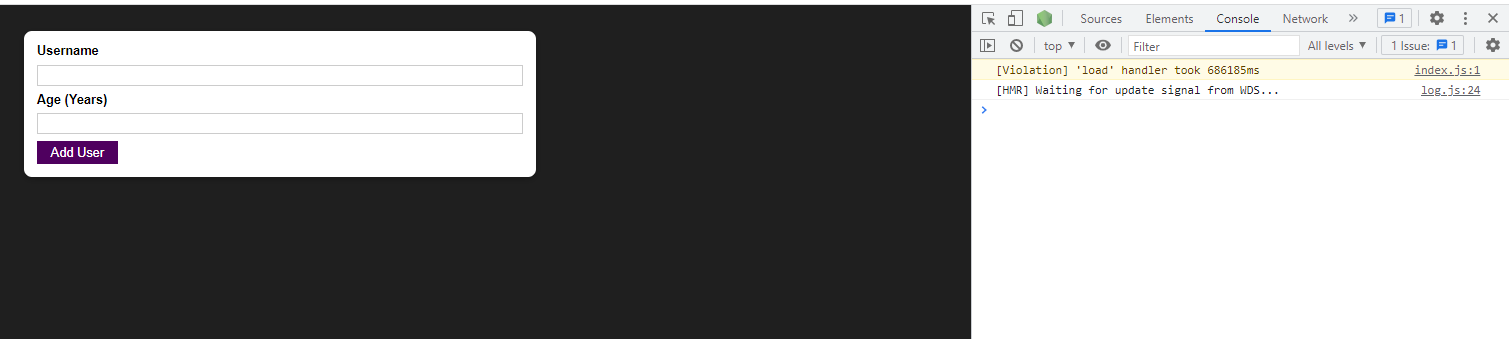 Username
Age (Years)
Add User
Sources Elements Console Network » 1
top ▼ Filter All levels ▼ 1 Issue: 1
[Violation] 'load' handler took 686185ms index.js:1
[HMR] Waiting for update signal from WDS... log.js:24
>